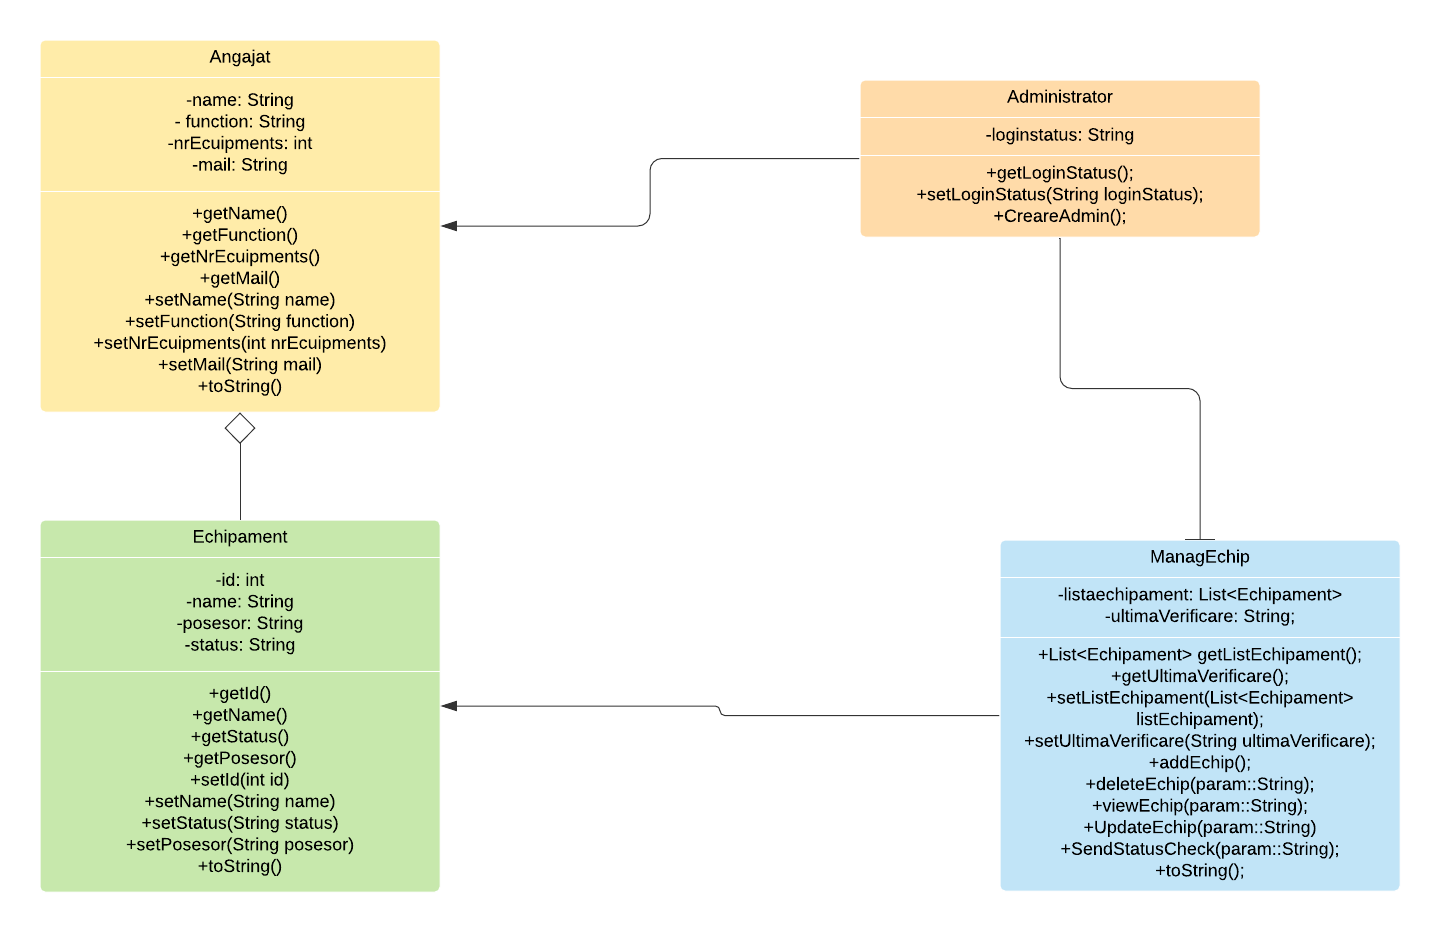 Angajat
-name: String
- function: String
-nrEcuipments: int
-mail: String
+getName()
+getFunction()
+getNrEcuipments()
+getMail()
+setName(String name)
+setFunction(String function)
+setNrEcuipments(int nrEcuipments)
+setMail(String mail)
+toString()
Administrator
-loginstatus: String
+getLoginStatus();
+setLoginStatus(String loginStatus);
+CreareAdmin();
Echipament
-id: int
-name: String
-posesor: String
-status: String
+getId()
+getName()
+getStatus()
+getPosesor()
+setId(int id)
+setName(String name)
+setStatus(String status)
+setPosesor(String posesor)
+toString()
ManagEchip
-listaechipament: List<Echipament>
-ultimaVerificare: String;
+List<Echipament> getListEchipament();
+getUltimaVerificare();
+setListEchipament(List<Echipament>
listEchipament);
+setUltimaVerificare(String ultimaVerificare);
+addEchip();
+deleteEchip(param::String);
+viewEchip(param::String);
+UpdateEchip(param::String)
+SendStatusCheck(param::String);
+toString();